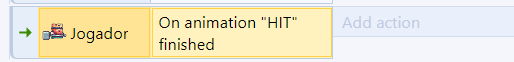 Jogador
On animation "HIT"
finished
Add action